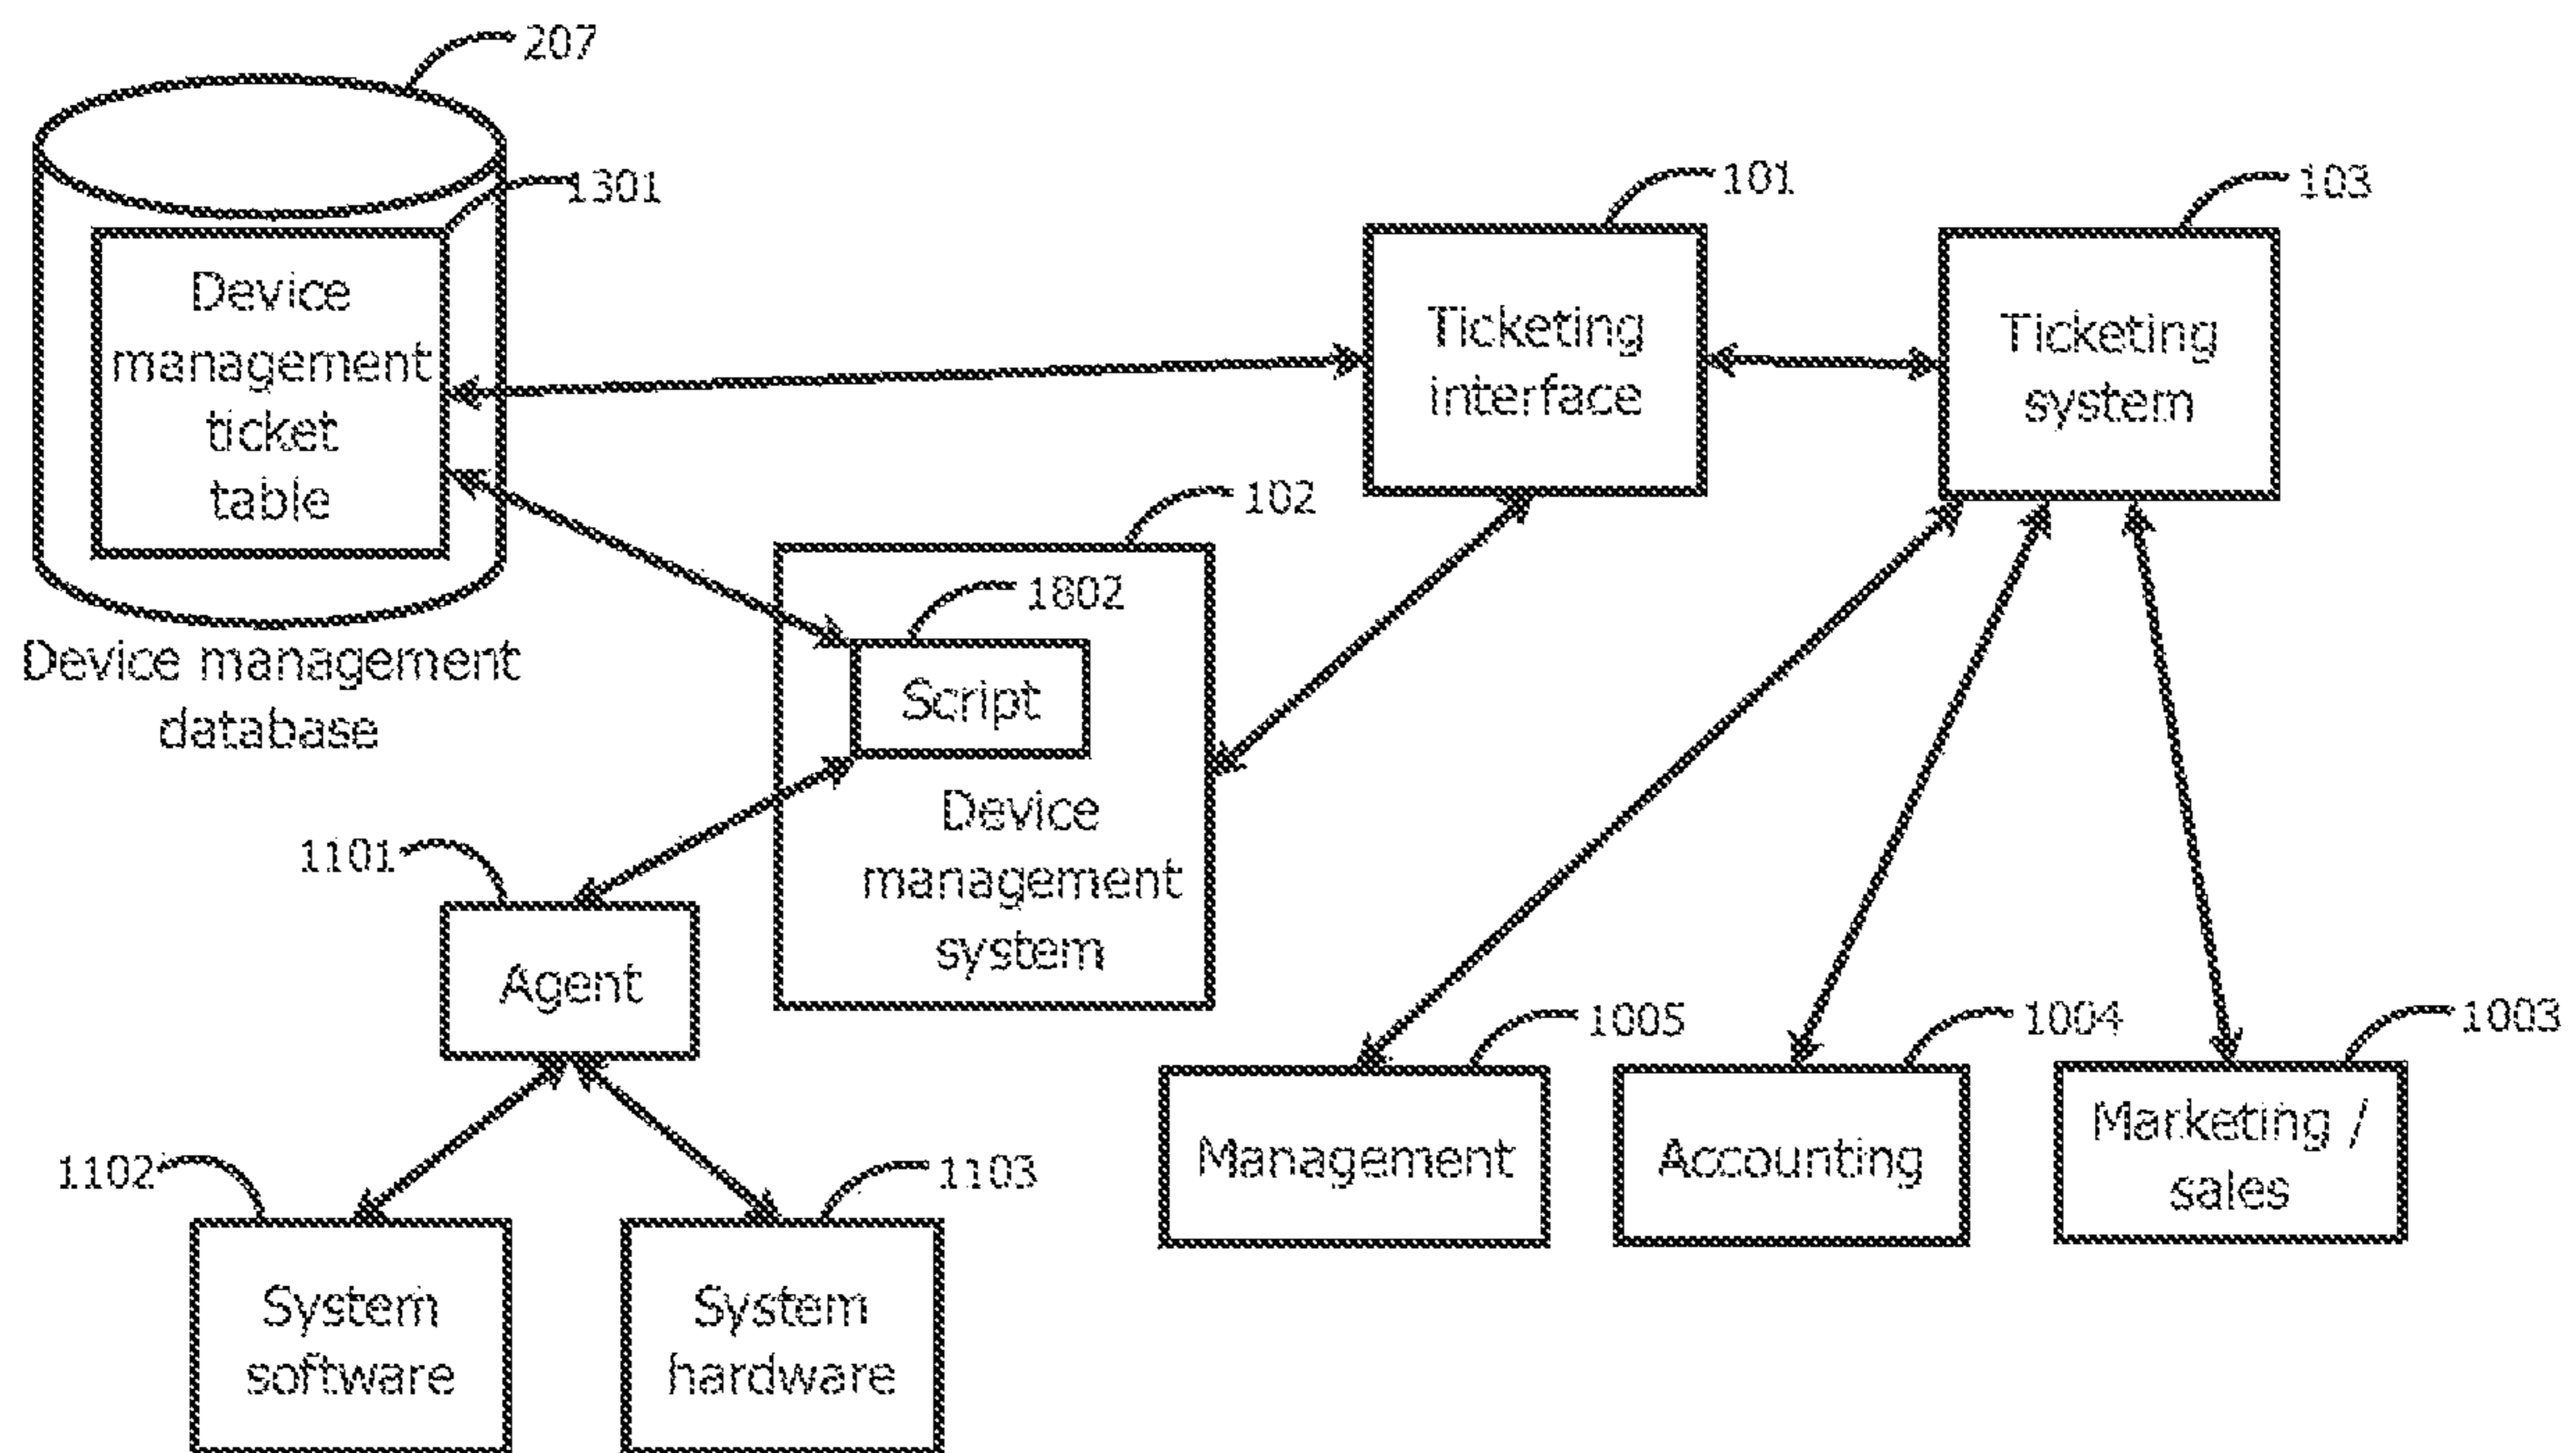 207
1301
Device
management
ticket
table
Device management
database
101
Ticketing
interface
103
Ticketing
system
102
1802
Script
Device
management
system
1101
Agent
1102
System
software
1103
System
hardware
1005
Management
1004
Accounting
1003
Marketing /
sales